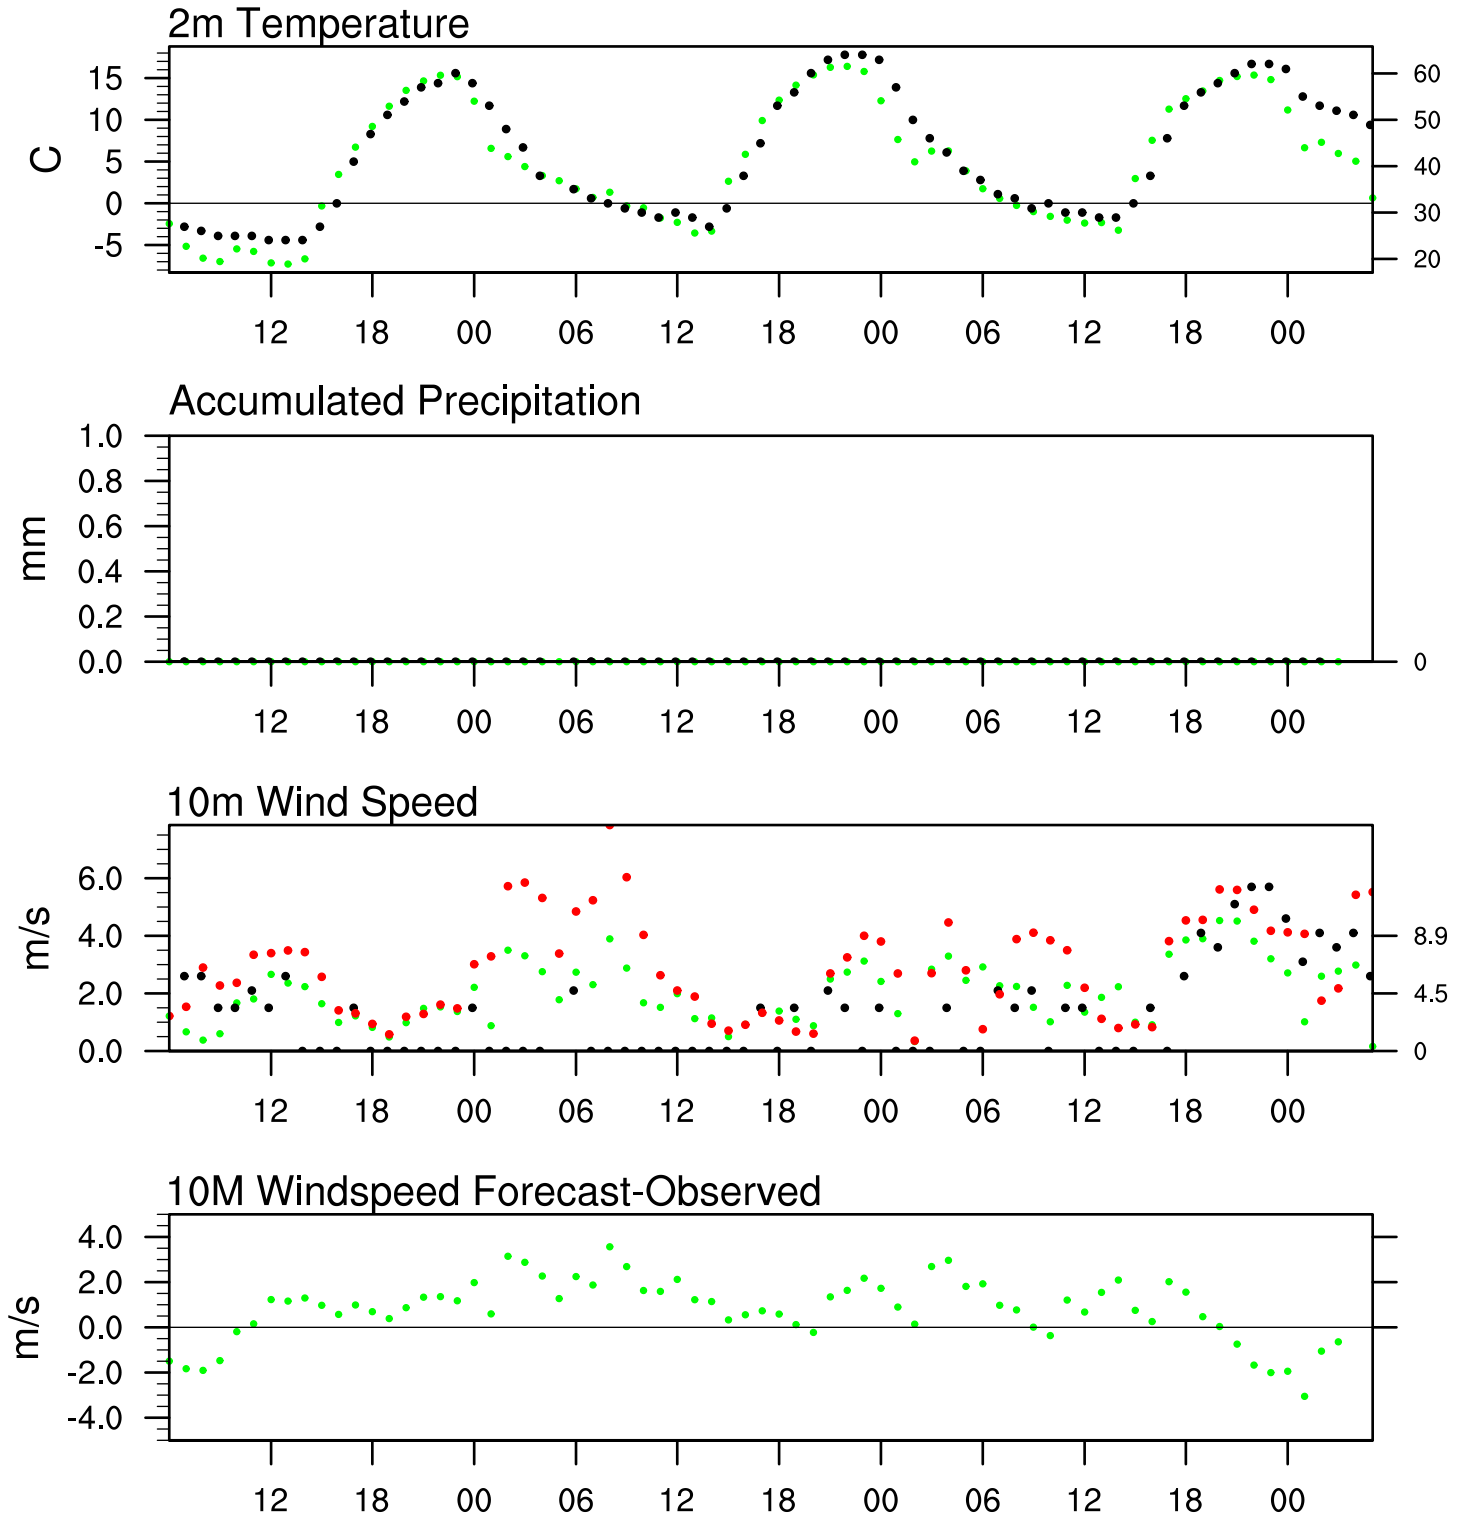 2m Temperature
C
15
10
5
0
-5
60
50
40
30
20
12 18 00 06 12 18 00 06 12 18 00
Accumulated Precipitation
mm
1.0
0.8
0.6
0.4
0.2
0.0
0
12 18 00 06 12 18 00 06 12 18 00
10m Wind Speed
m/s
6.0
4.0
2.0
0.0
8.9
4.5
0
12 18 00 06 12 18 00 06 12 18 00
10M Windspeed Forecast-Observed
m/s
4.0
2.0
0.0
-2.0
-4.0
12 18 00 06 12 18 00 06 12 18 00